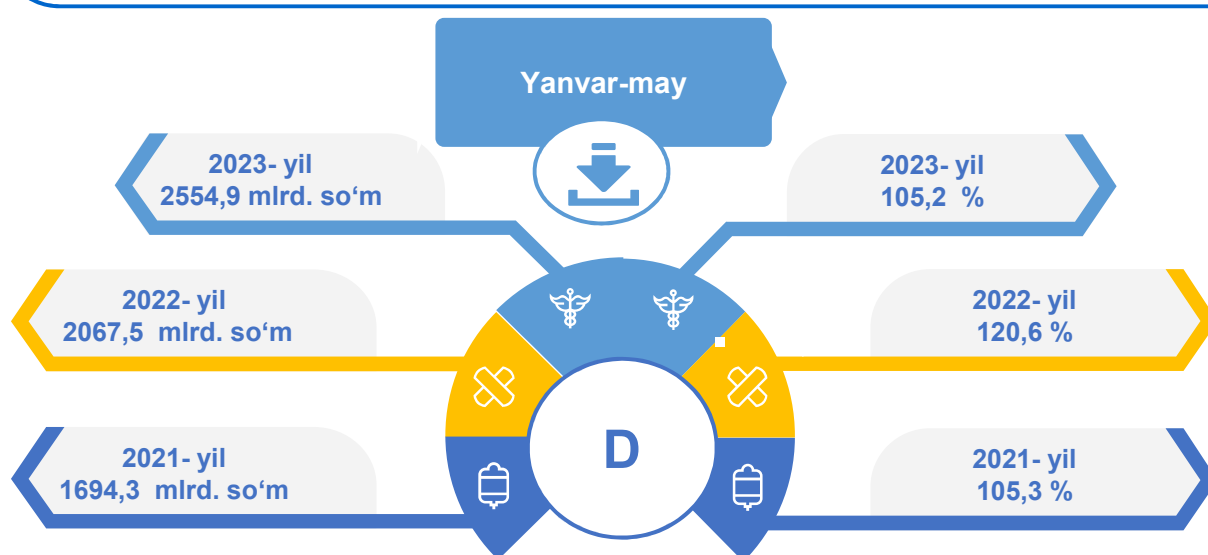 Yanvar-may
2023- yil
2554,9 mlrd. so‘m
2023- yil
105,2 %
2022- yil
2067,5 mlrd. so‘m
2022- yil
120,6 %
D
2021- yil
1694,3 mlrd. so‘m
2021- yil
105,3 %